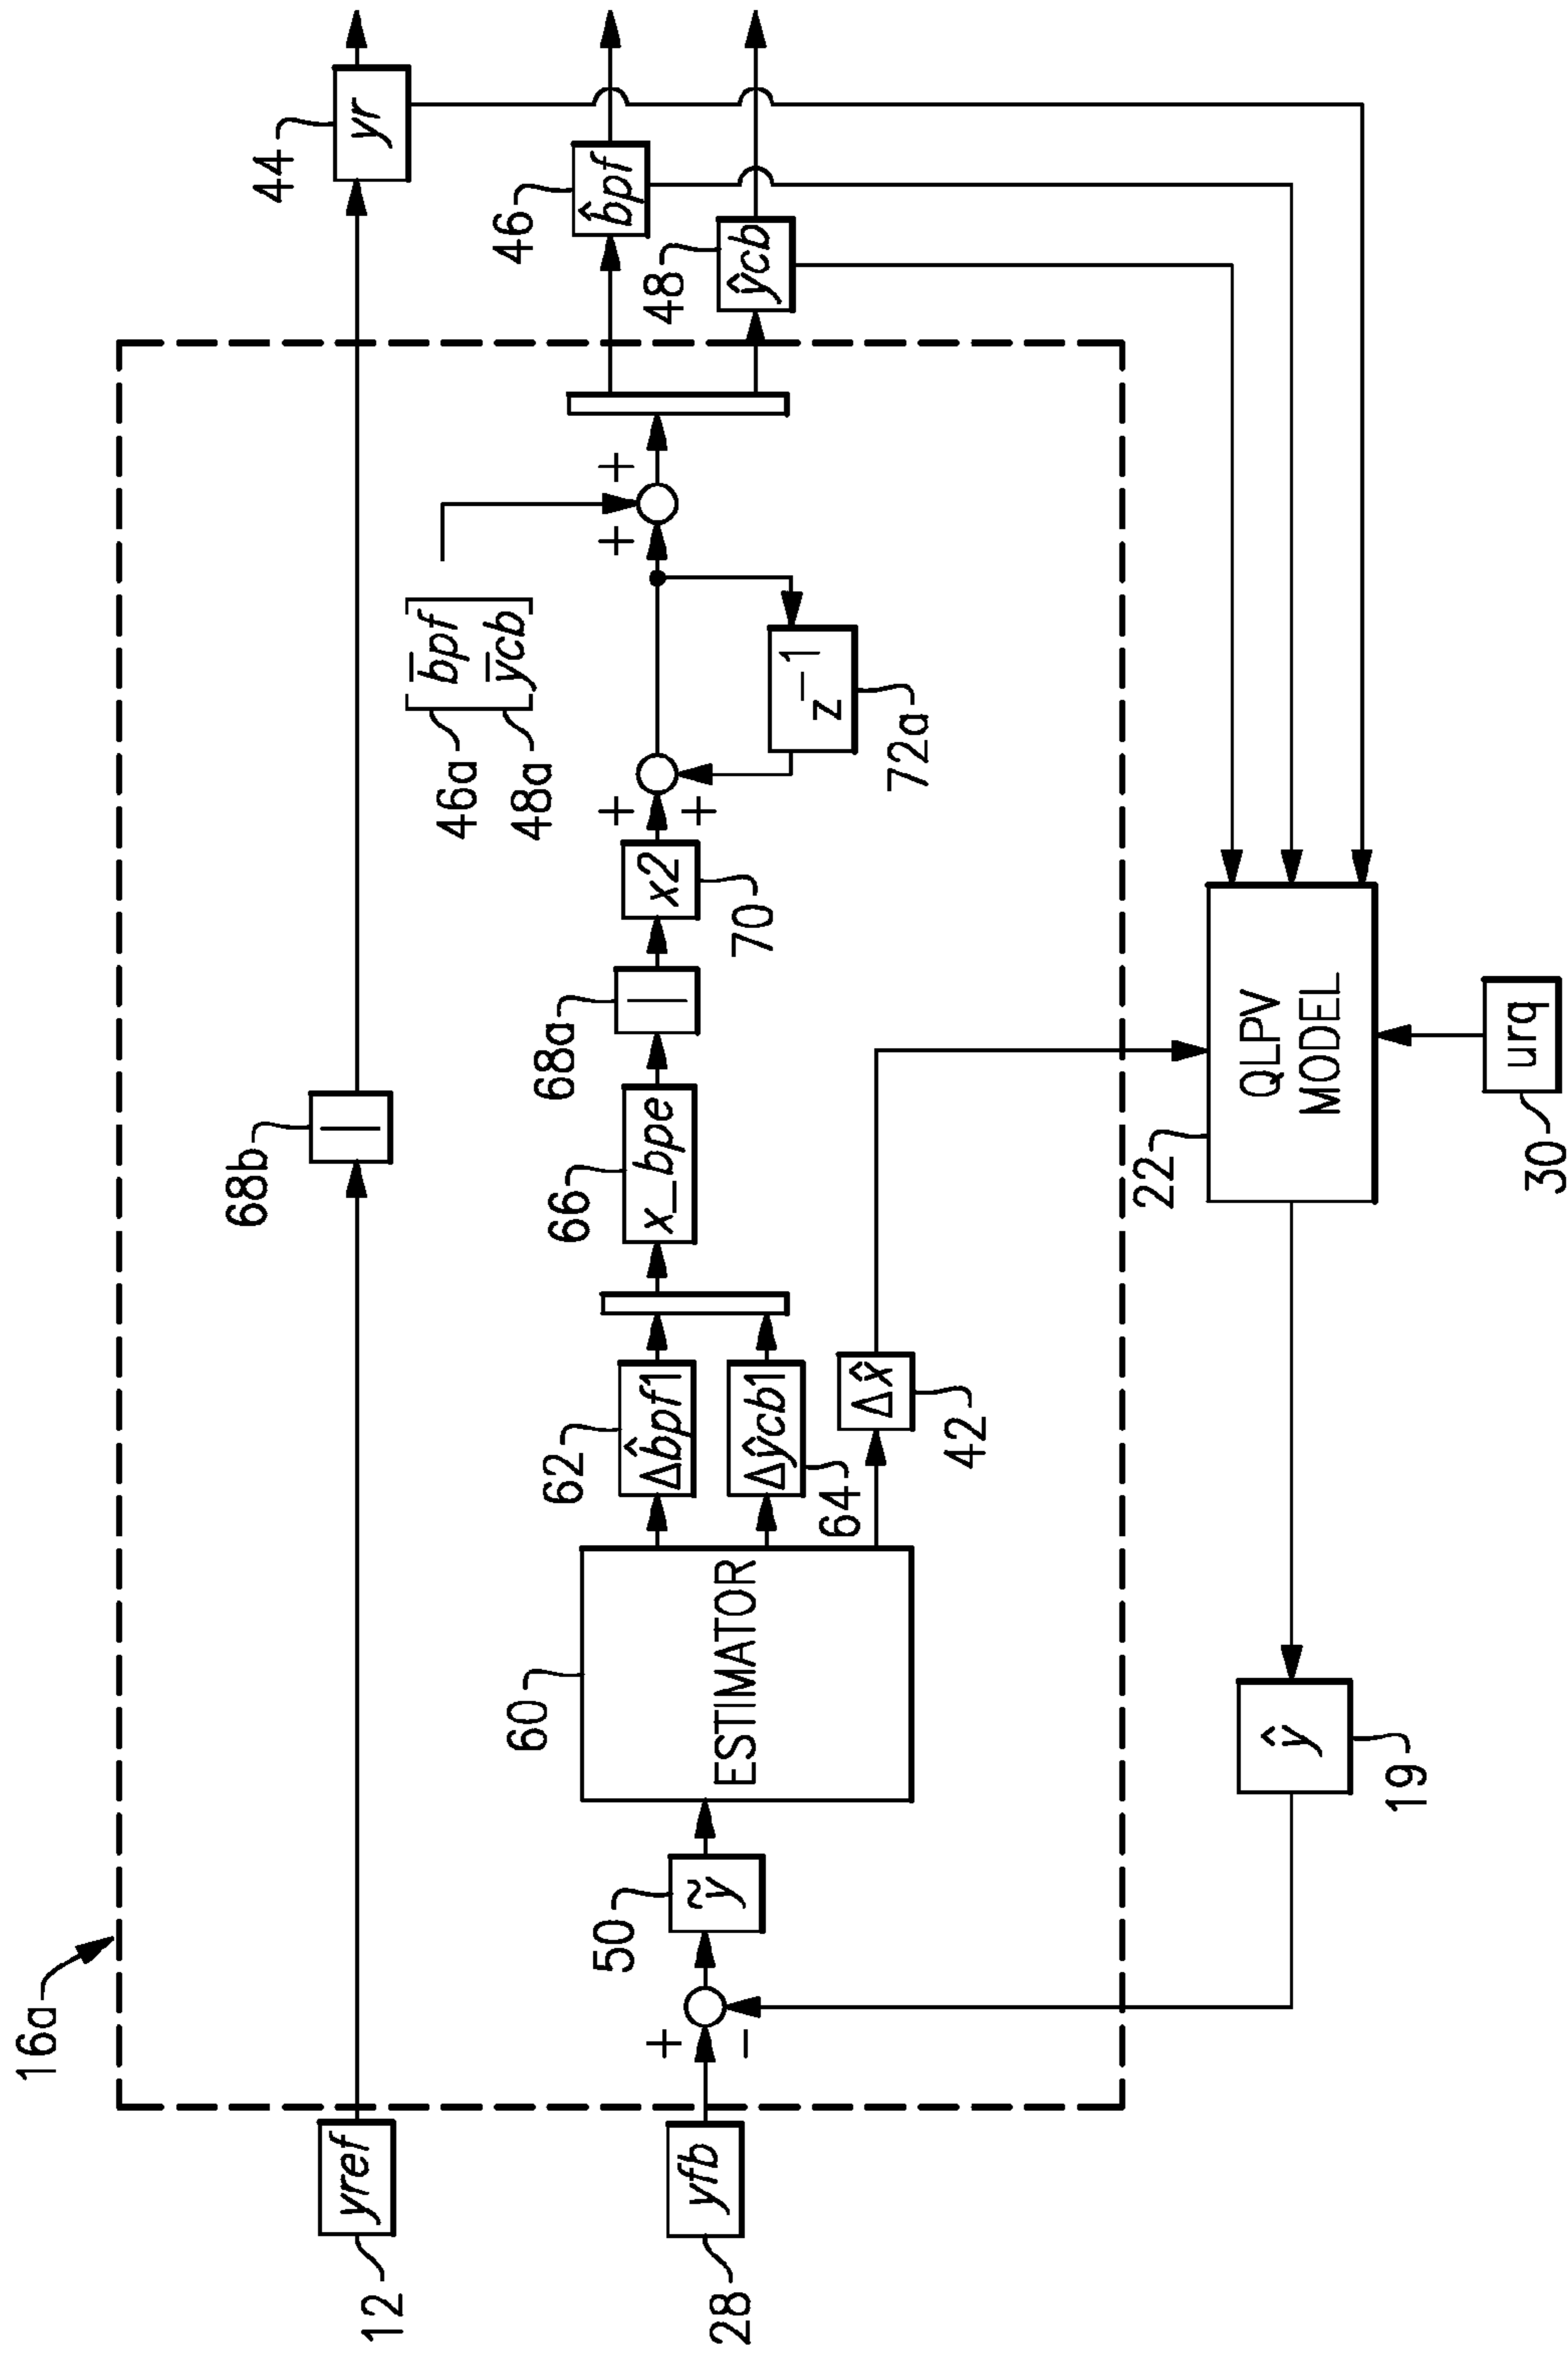 16a
12
yref
68b
44
yr
28
yfb
+
−
50
ỹ
60
ESTIMATOR
62
Δb̂pf1
64
Δŷcb1
42
Δx̂
66
x_bpe
68a
70
x2
+
+
72a
z⁻¹
46a
b̄pf
48a
ȳcb
+
+
46
b̂pf
48
ŷcb
22
QLPV
MODEL
30
urq
19
ŷ